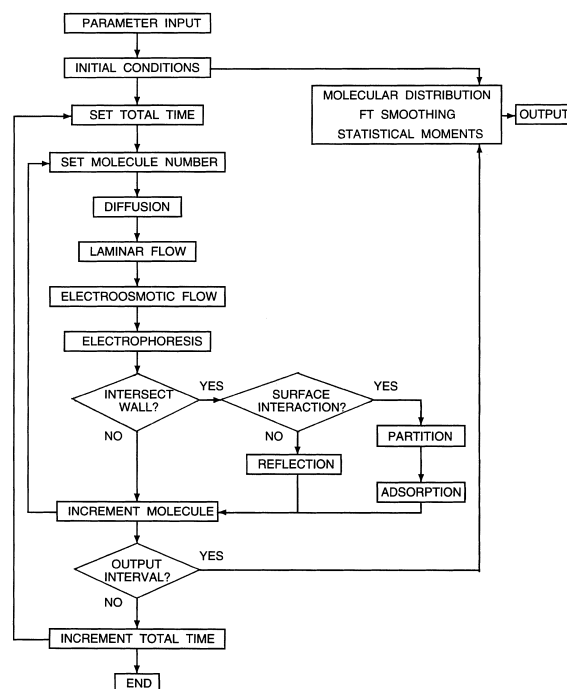 PARAMETER INPUT
INITIAL CONDITIONS
MOLECULAR DISTRIBUTION
FT SMOOTHING
STATISTICAL MOMENTS
OUTPUT
SET TOTAL TIME
SET MOLECULE NUMBER
DIFFUSION
LAMINAR FLOW
ELECTROOSMOTIC FLOW
ELECTROPHORESIS
INTERSECT
WALL?
YES
SURFACE
INTERACTION?
YES
NO
NO
PARTITION
REFLECTION
ADSORPTION
INCREMENT MOLECULE
OUTPUT
INTERVAL?
YES
NO
INCREMENT TOTAL TIME
END